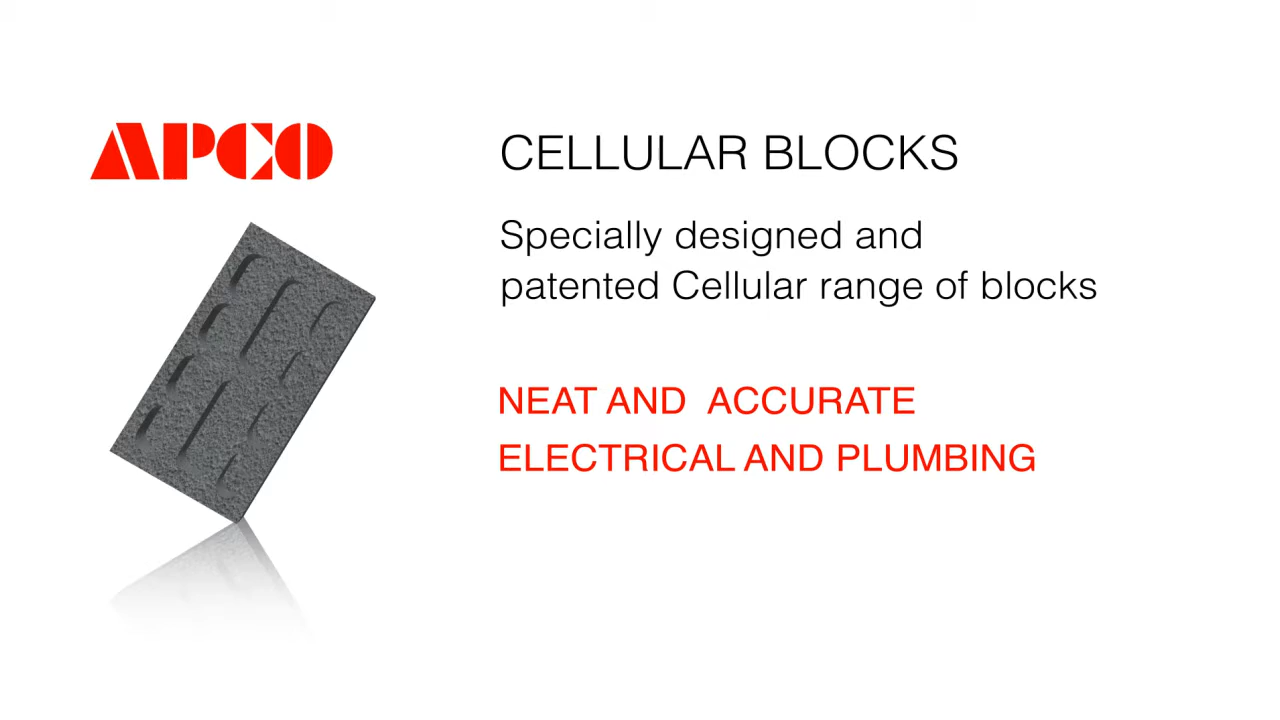 APCO
CELLULAR BLOCKS
Specially designed and
patented Cellular range of blocks
NEAT AND  ACCURATE
ELECTRICAL AND PLUMBING